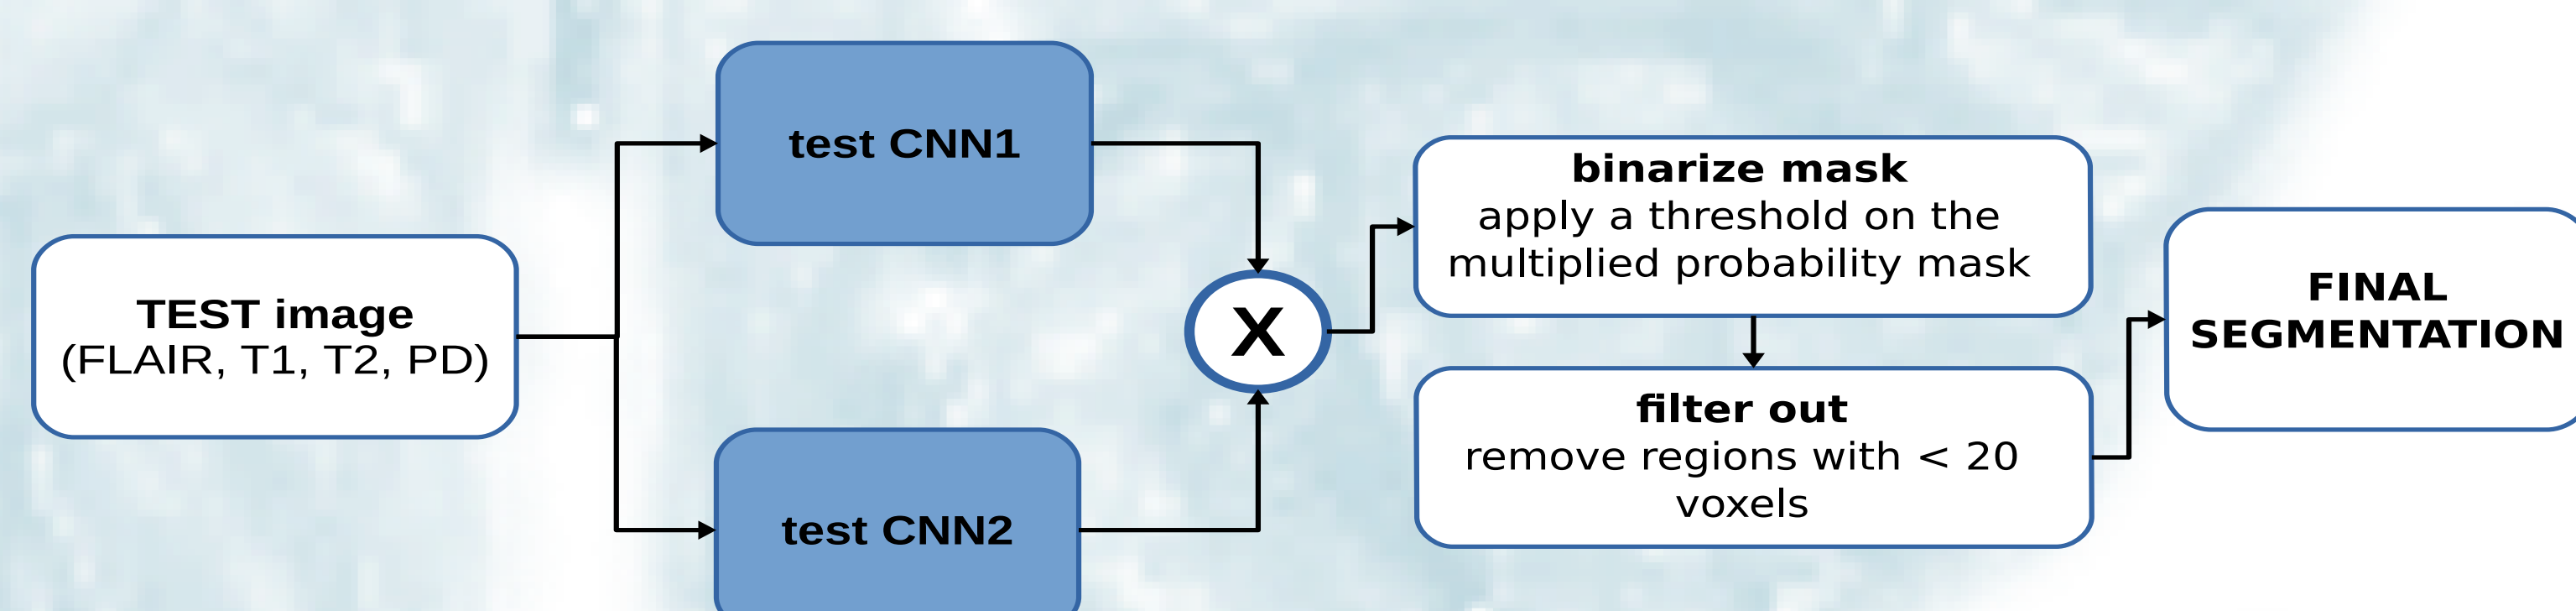 TEST image
(FLAIR, T1, T2, PD)
test CNN1
test CNN2
X
binarize mask
apply a threshold on the
multiplied probability mask
filter out
remove regions with < 20
voxels
FINAL
SEGMENTATION